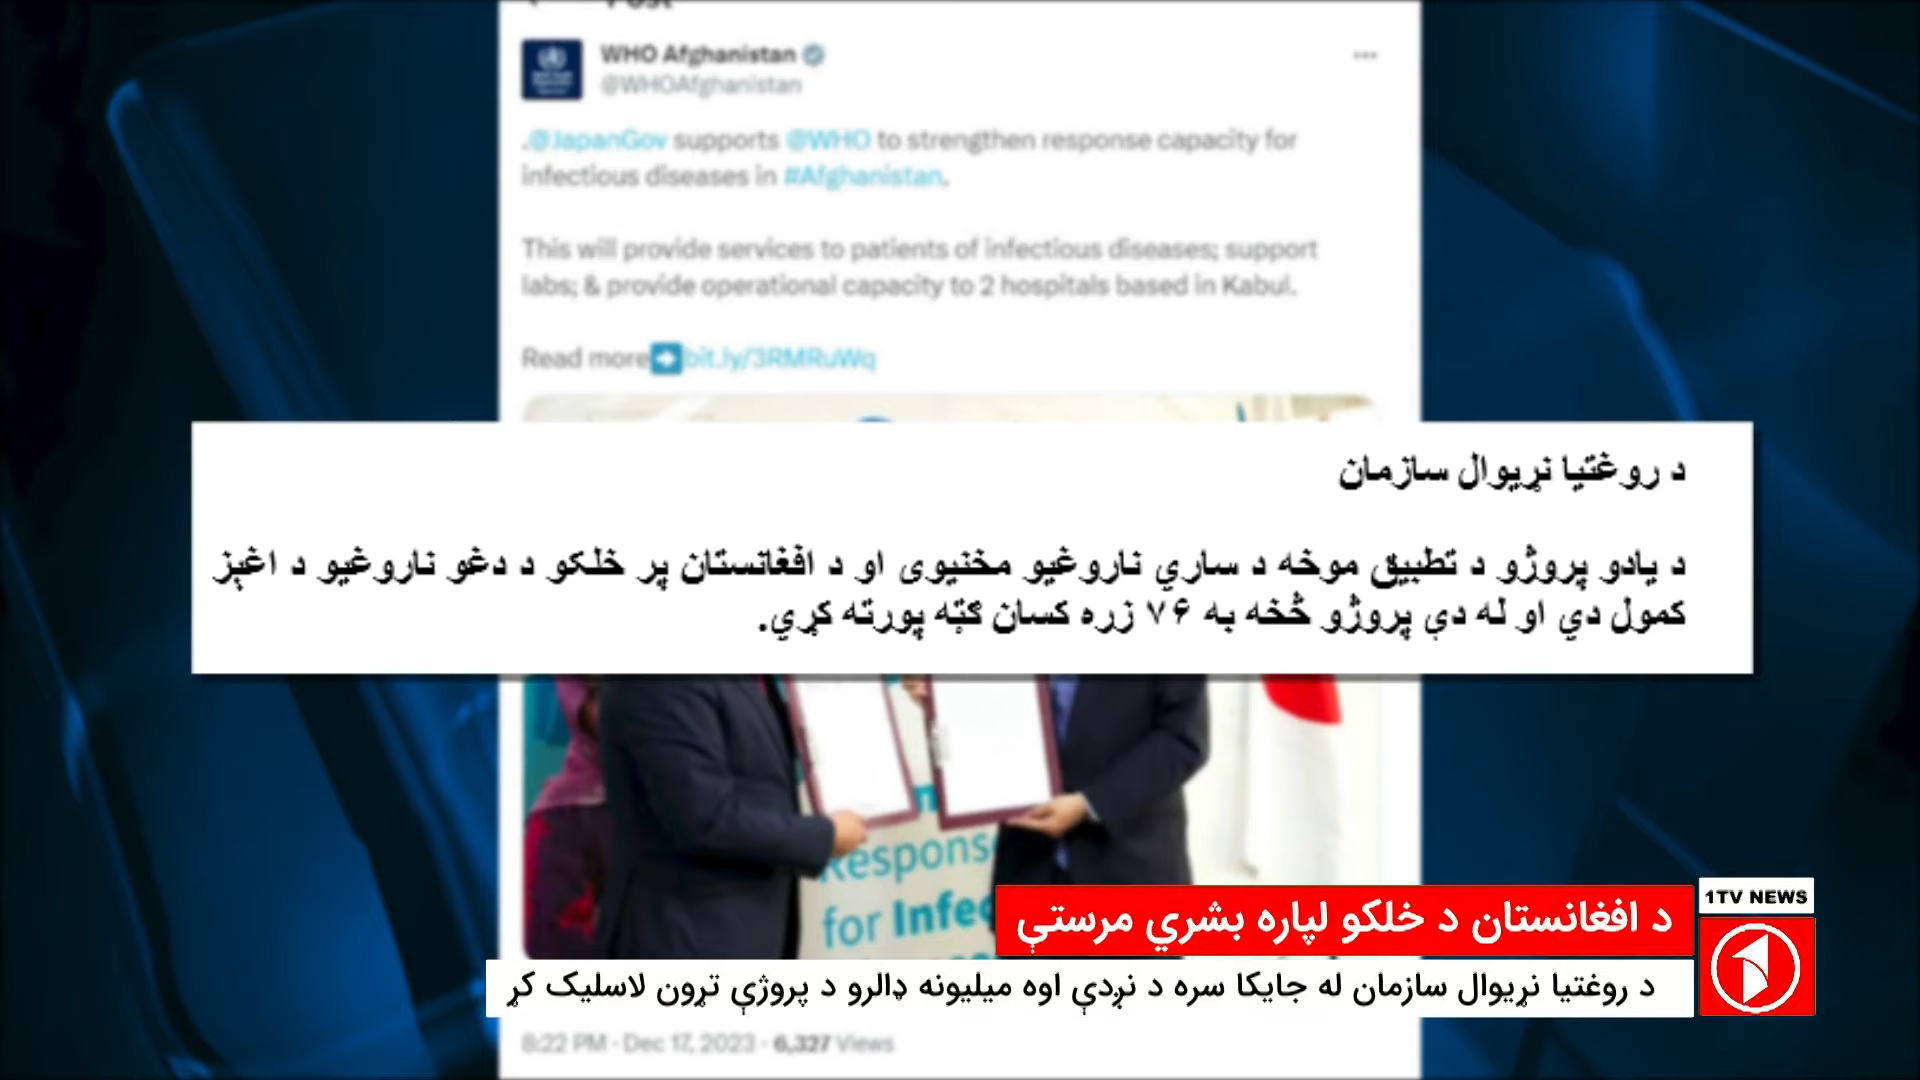 WHO Afghanistan
@WHOAfghanistan
.@JapanGov supports @WHO to strengthen response capacity for
infectious diseases in #Afghanistan.
This will provide services to patients of infectious diseases; support
labs; & provide operational capacity to 2 hospitals based in Kabul.
Read more➡bit.ly/3RMRuWq
د روغتیا نړیوال سازمان
د یادو پروژو د تطبیق موخه د ساري ناروغیو مخنیوی او د افغانستان پر خلکو د دغو ناروغیو د اغېز
کمول دي او له دې پروژو څخه به ۷۶ زره کسان ګټه پورته کړي.
Response
for Infec
1TV NEWS
د افغانستان د خلکو لپاره بشري مرستې
د روغتیا نړیوال سازمان له جایکا سره د نږدې اوه میلیونه ډالرو د پروژې تړون لاسلیک کړ
8:22 PM · Dec 17, 2023 · 6,327 Views